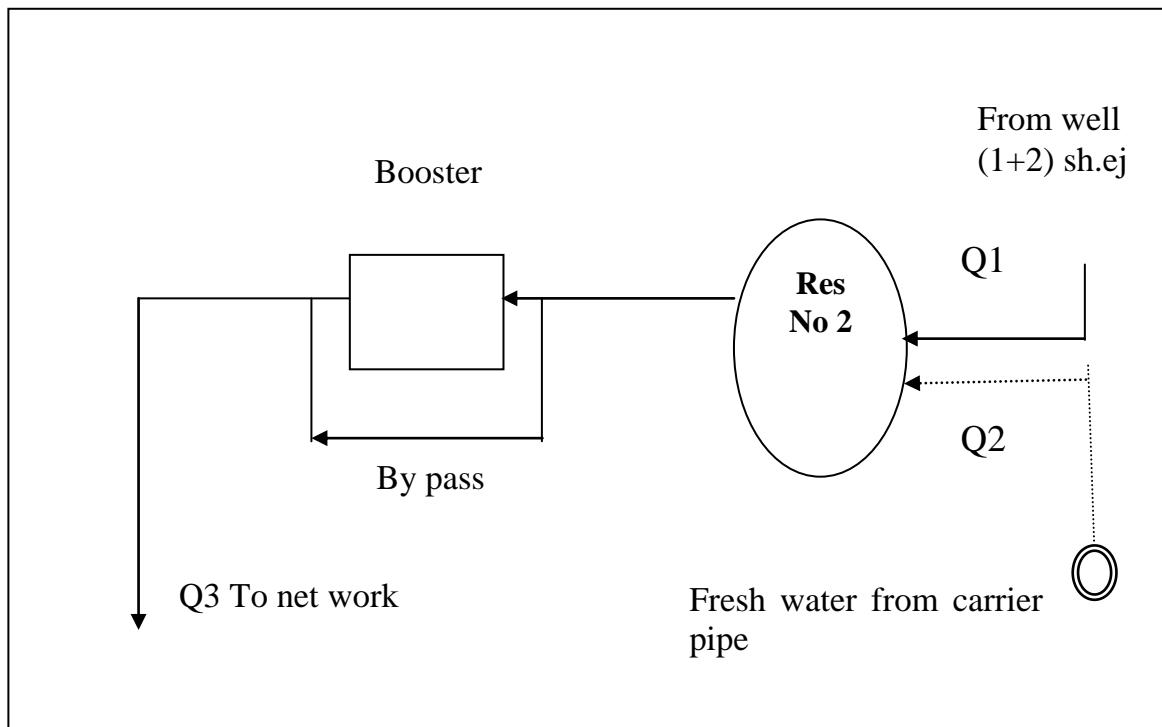 From well
(1+2) sh.ej
Booster
Q1
Res
No 2
Q2
By pass
Q3 To net work
Fresh water from carrier
pipe